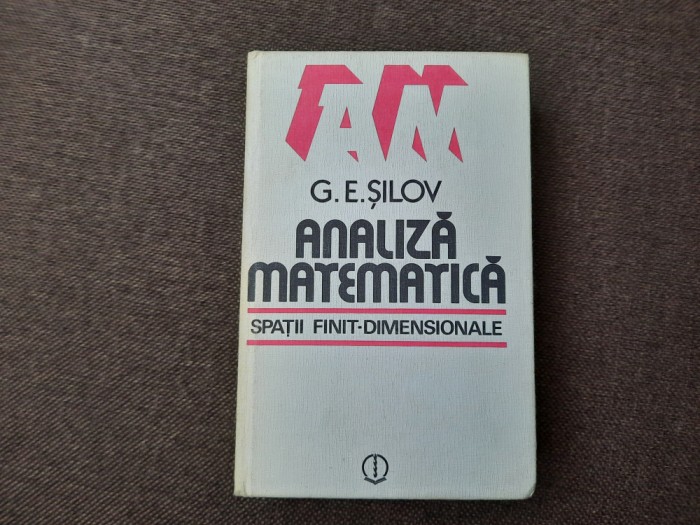 AM
G. E. ȘILOV
ANALIZĂ
MATEMATICĂ
SPAȚII FINIT-DIMENSIONALE